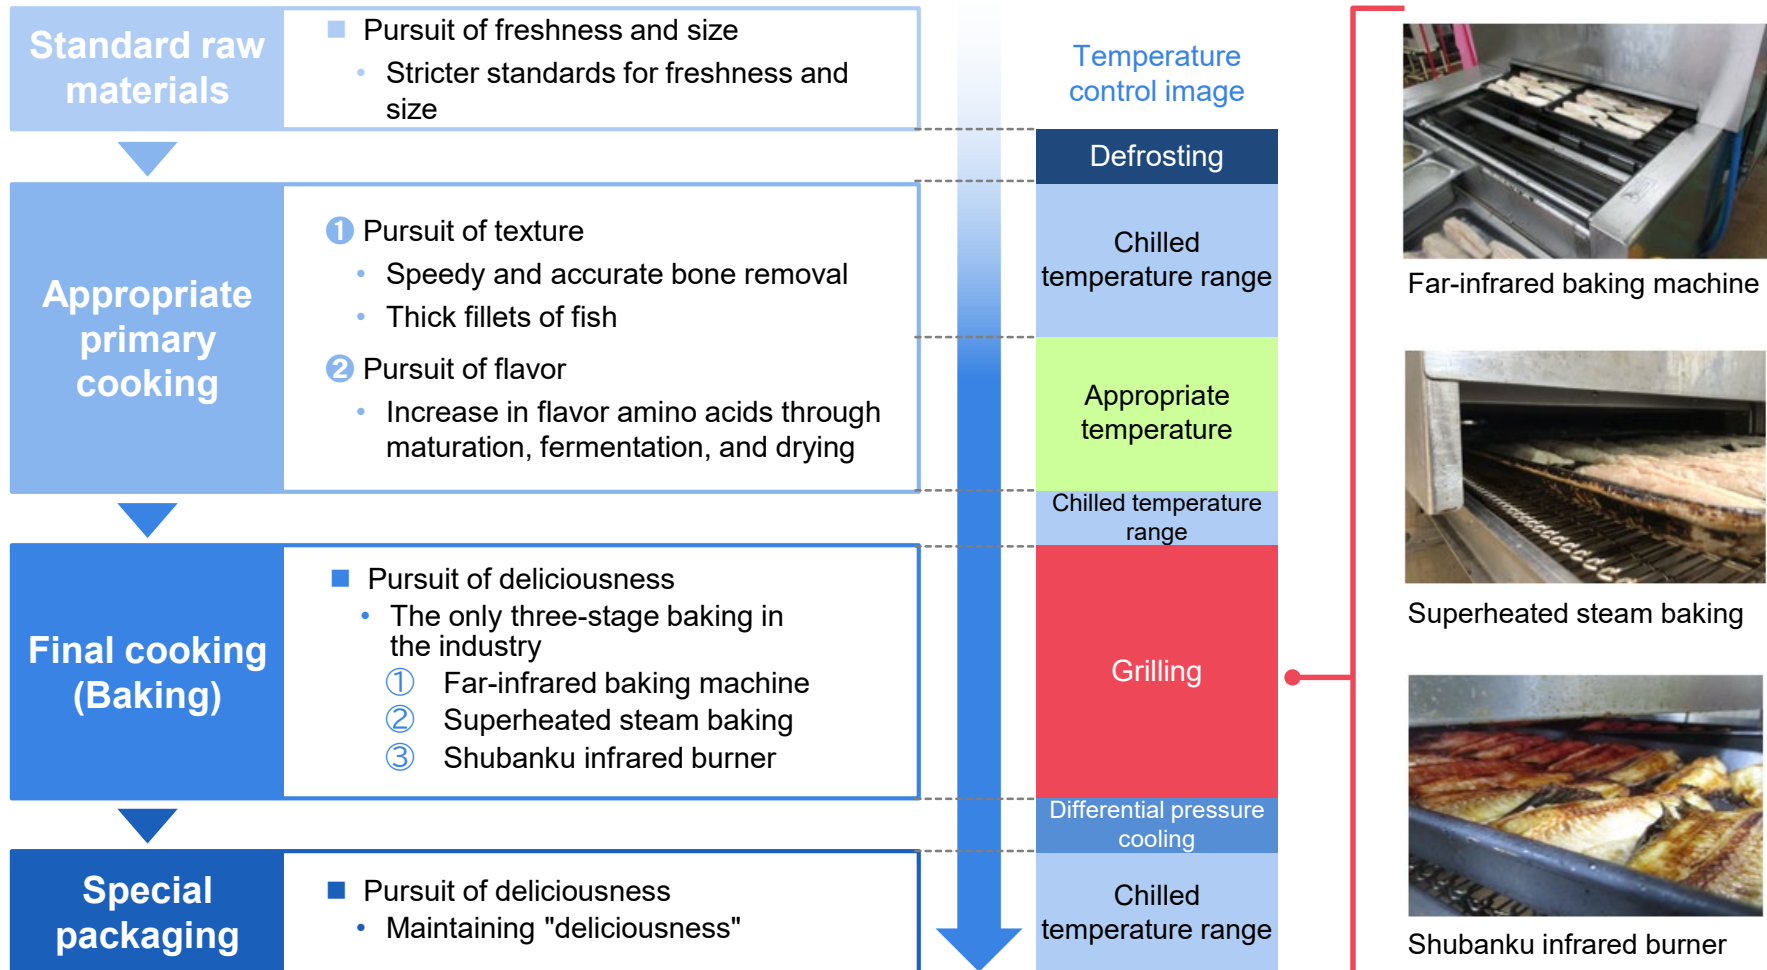 Standard raw
materials
■ Pursuit of freshness and size
• Stricter standards for freshness and
size
Appropriate
primary
cooking
❶ Pursuit of texture
• Speedy and accurate bone removal
• Thick fillets of fish
❷ Pursuit of flavor
• Increase in flavor amino acids through
maturation, fermentation, and drying
Final cooking
(Baking)
■ Pursuit of deliciousness
• The only three-stage baking in
the industry
① Far-infrared baking machine
② Superheated steam baking
③ Shubanku infrared burner
Special
packaging
■ Pursuit of deliciousness
• Maintaining "deliciousness"
Temperature
control image
Defrosting
Chilled
temperature range
Appropriate
temperature
Chilled temperature
range
Grilling
Differential pressure
cooling
Chilled
temperature range
Far-infrared baking machine
Superheated steam baking
Shubanku infrared burner